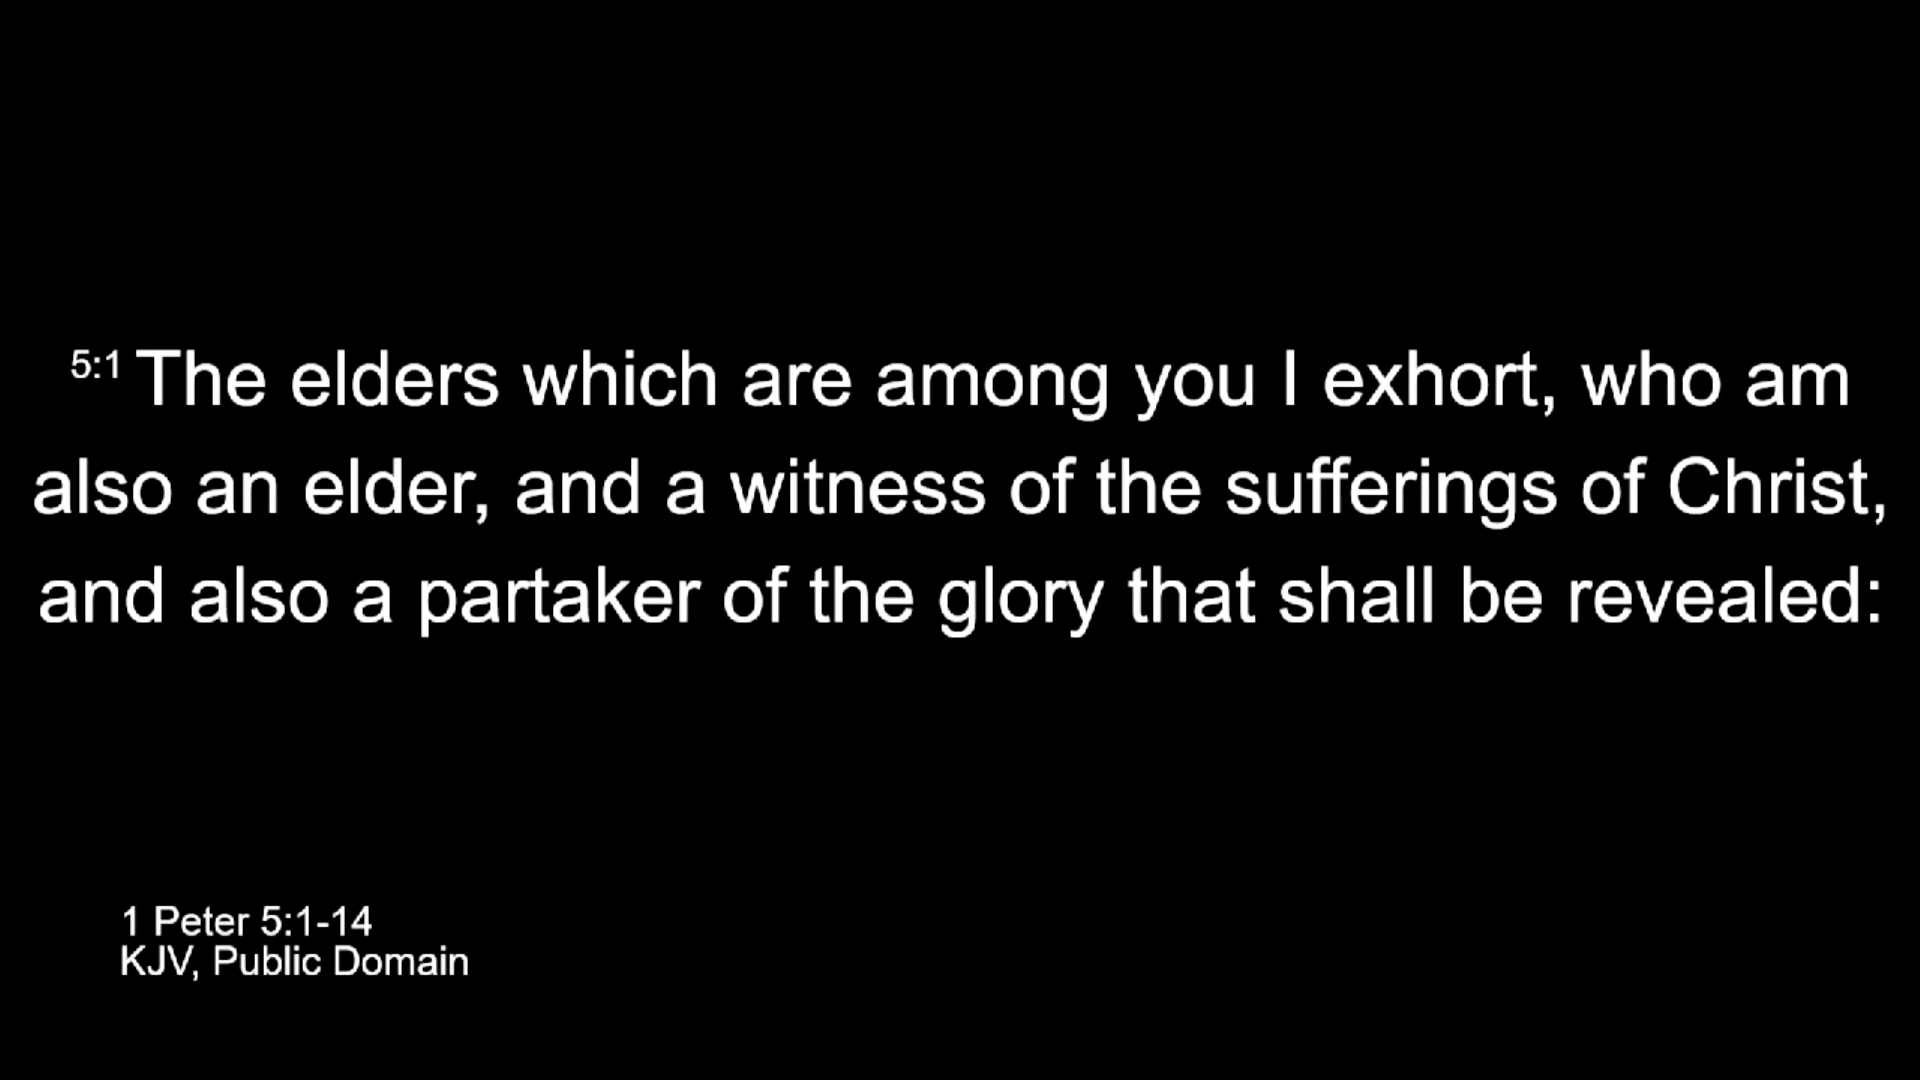 5:1 The elders which are among you I exhort, who am
also an elder, and a witness of the sufferings of Christ,
and also a partaker of the glory that shall be revealed:
1 Peter 5:1-14
KJV, Public Domain